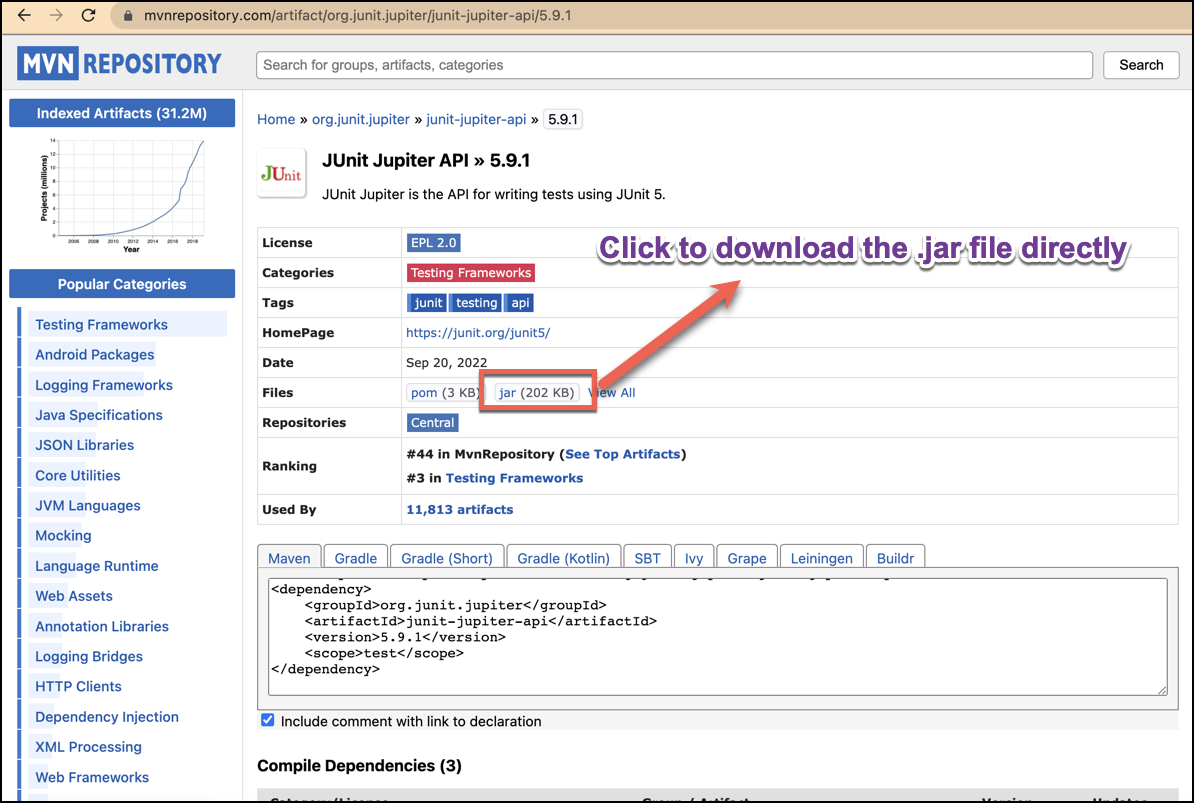 mvnrepository.com/artifact/org.junit.jupiter/junit-jupiter-api/5.9.1
MVN REPOSITORY
Search for groups, artifacts, categories
Search
Indexed Artifacts (31.2M)
Projects (millions)
14
12
10
8
6
4
2
0
2006 2008 2010 2012 2014 2016 2018
Year
Popular Categories
Testing Frameworks
Android Packages
Logging Frameworks
Java Specifications
JSON Libraries
Core Utilities
JVM Languages
Mocking
Language Runtime
Web Assets
Annotation Libraries
Logging Bridges
HTTP Clients
Dependency Injection
XML Processing
Web Frameworks
Home » org.junit.jupiter » junit-jupiter-api » 5.9.1
JUnit
JUnit Jupiter API » 5.9.1
JUnit Jupiter is the API for writing tests using JUnit 5.
Click to download the .jar file directly
License EPL 2.0
Categories Testing Frameworks
Tags junit testing api
HomePage https://junit.org/junit5/
Date Sep 20, 2022
Files pom (3 KB) jar (202 KB) View All
Repositories Central
Ranking #44 in MvnRepository (See Top Artifacts)
#3 in Testing Frameworks
Used By 11,813 artifacts
Maven Gradle Gradle (Short) Gradle (Kotlin) SBT Ivy Grape Leiningen Buildr
<dependency>
<groupId>org.junit.jupiter</groupId>
<artifactId>junit-jupiter-api</artifactId>
<version>5.9.1</version>
<scope>test</scope>
</dependency>
Include comment with link to declaration
Compile Dependencies (3)
Category/License Group / Artifact Version Updates